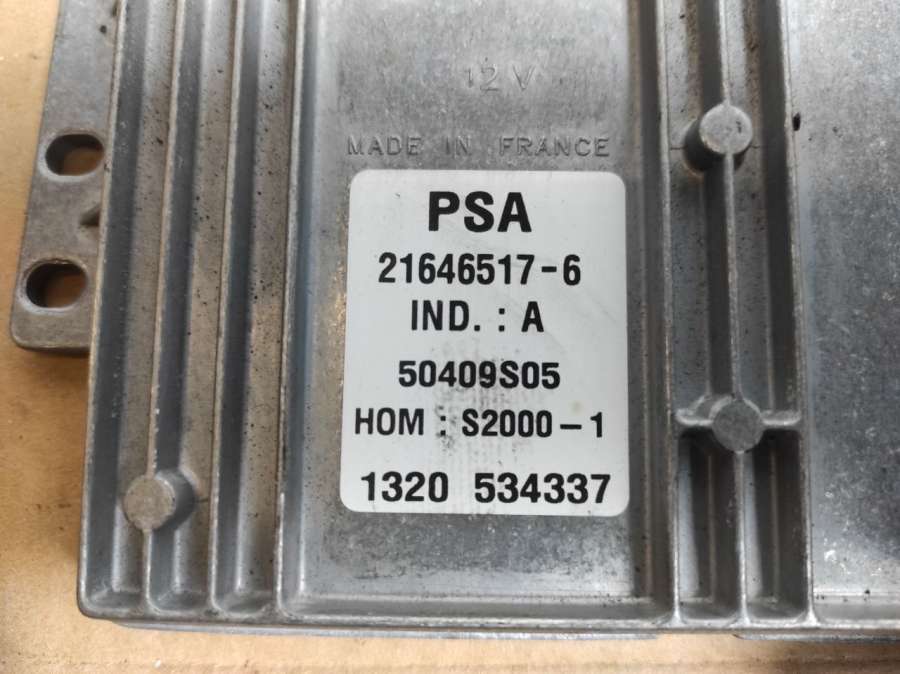 12V
MADE IN FRANCE
PSA
21646517-6
IND. : A
50409S05
HOM : S2000-1
1320 534337